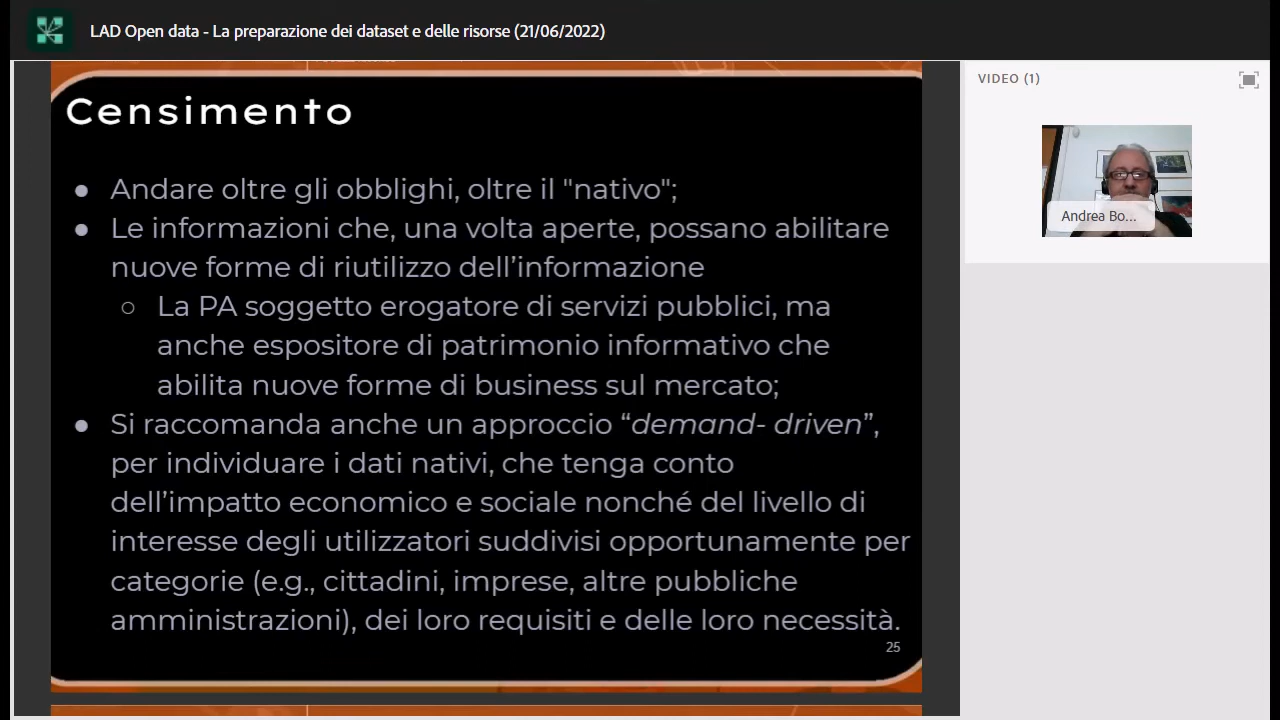 LAD Open data - La preparazione dei dataset e delle risorse (21/06/2022)
VIDEO (1)
Censimento
● Andare oltre gli obblighi, oltre il "nativo";
● Le informazioni che, una volta aperte, possano abilitare
nuove forme di riutilizzo dell’informazione
○ La PA soggetto erogatore di servizi pubblici, ma
anche espositore di patrimonio informativo che
abilita nuove forme di business sul mercato;
● Si raccomanda anche un approccio “demand- driven”,
per individuare i dati nativi, che tenga conto
dell’impatto economico e sociale nonché del livello di
interesse degli utilizzatori suddivisi opportunamente per
categorie (e.g., cittadini, imprese, altre pubbliche
amministrazioni), dei loro requisiti e delle loro necessità.
25
Andrea Bo...